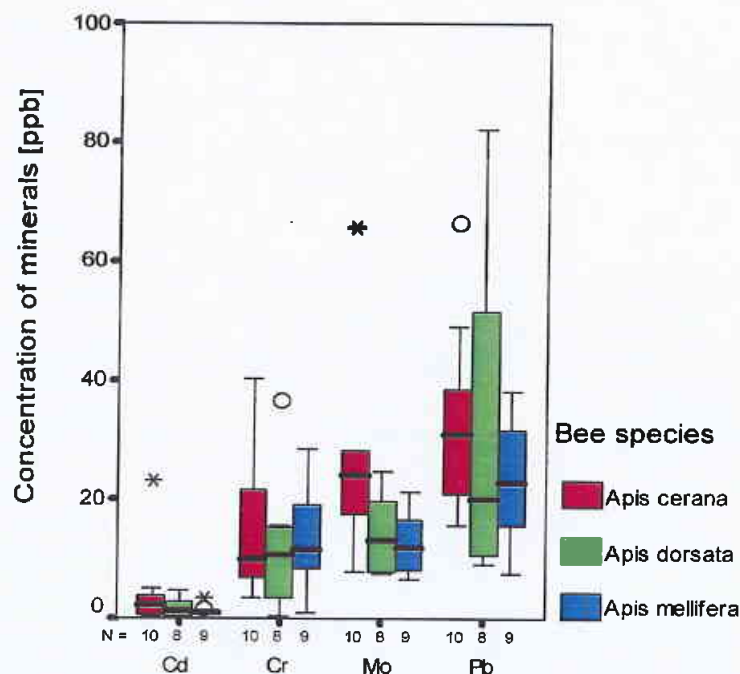 Concentration of minerals [ppb]
100
80
60
40
20
0
N = 10 8 9 10 8 9 10 8 9 10 8 9
Cd Cr Mo Pb
Bee species
Apis cerana
Apis dorsata
Apis mellifera